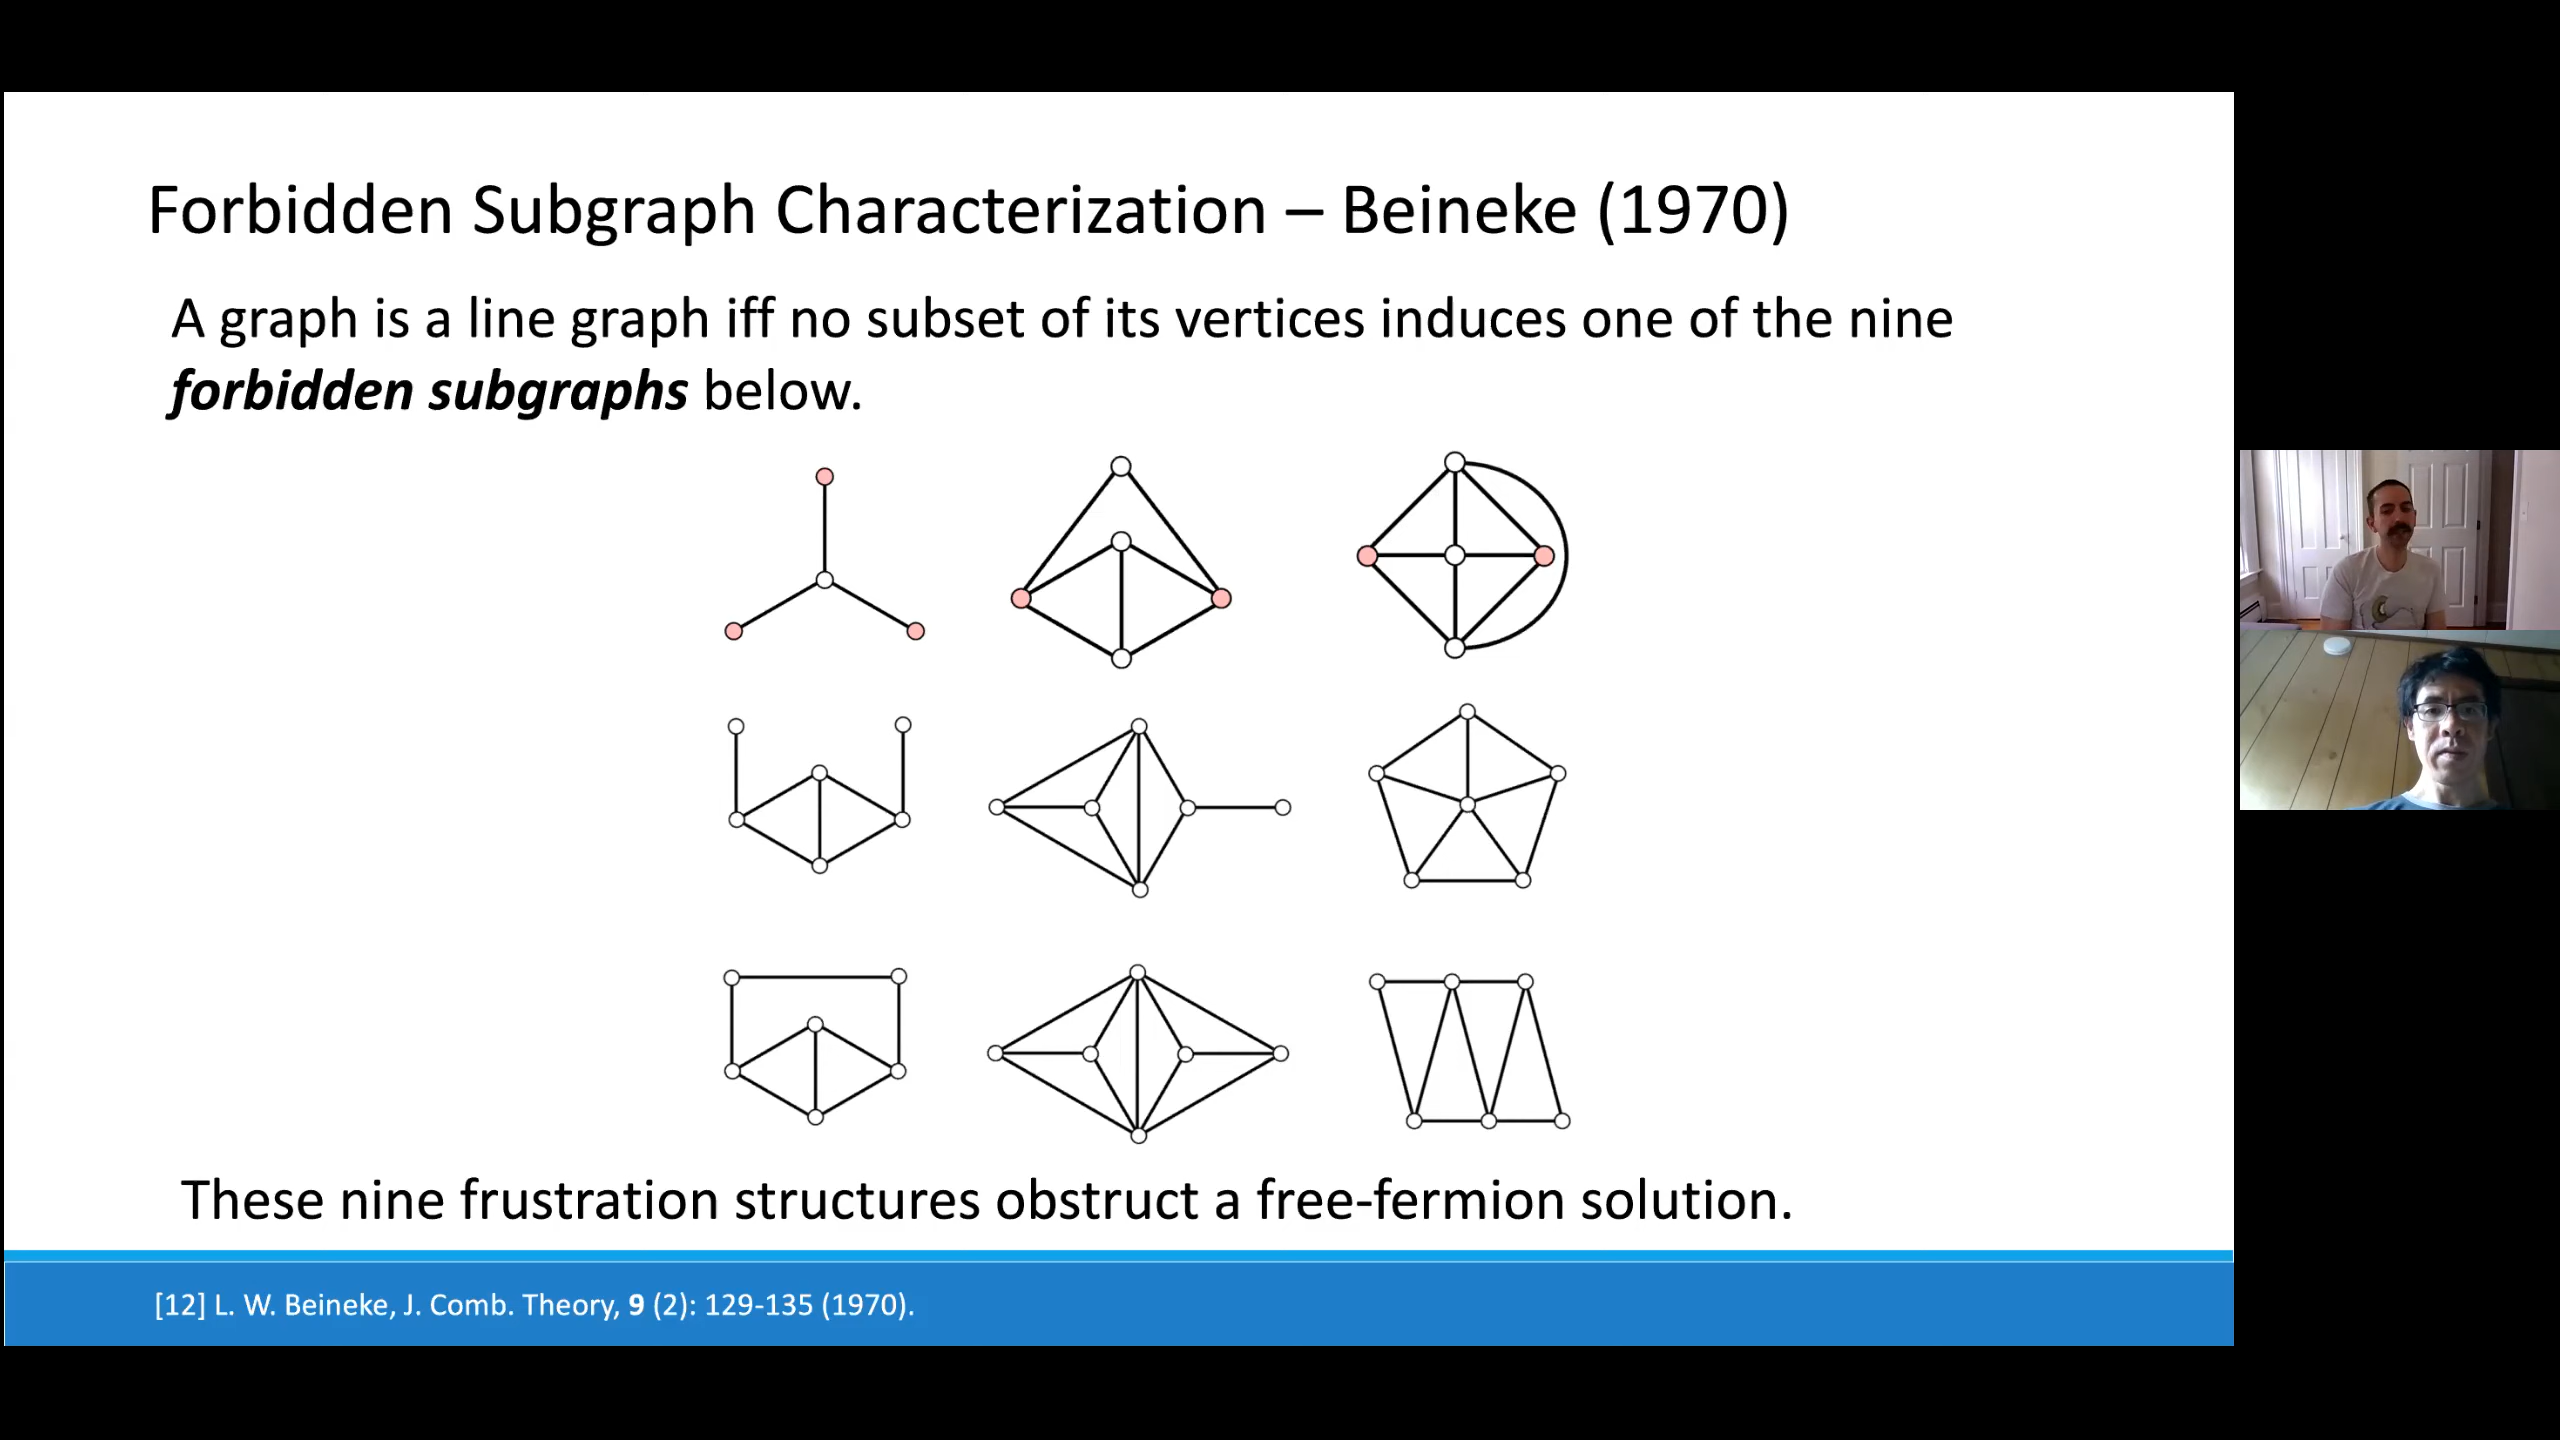 Forbidden Subgraph Characterization – Beineke (1970)
A graph is a line graph iff no subset of its vertices induces one of the nine
forbidden subgraphs below.
These nine frustration structures obstruct a free-fermion solution.
[12] L. W. Beineke, J. Comb. Theory, 9 (2): 129-135 (1970).